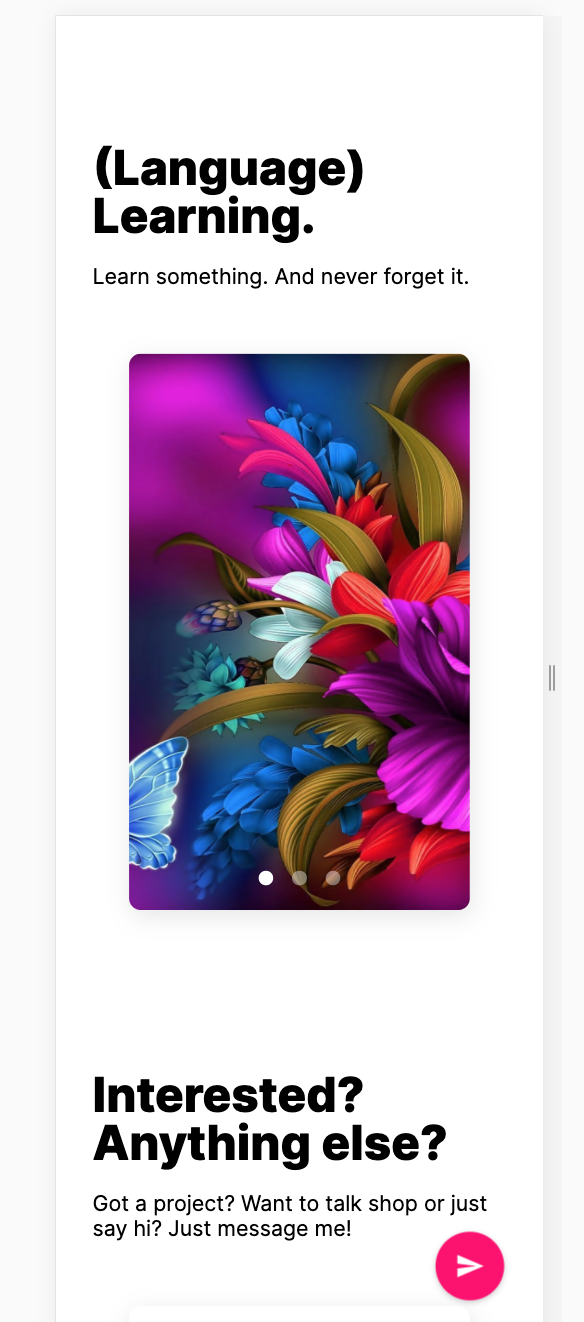 (Language)
Learning.
Learn something. And never forget it.
Interested?
Anything else?
Got a project? Want to talk shop or just
say hi? Just message me!